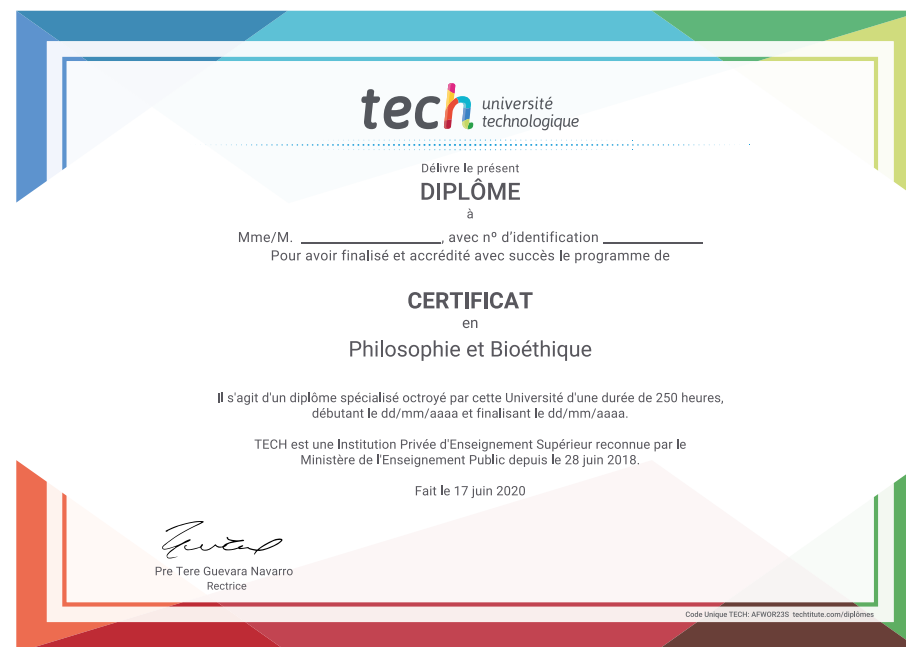 tech université
technologique
Délivre le présent
DIPLÔME
à
Mme/M. ____________________, avec nº d'identification ______________
Pour avoir finalisé et accrédité avec succès le programme de
CERTIFICAT
en
Philosophie et Bioéthique
Il s'agit d'un diplôme spécialisé octroyé par cette Université d'une durée de 250 heures,
débutant le dd/mm/aaaa et finalisant le dd/mm/aaaa.
TECH est une Institution Privée d'Enseignement Supérieur reconnue par le
Ministère de l'Enseignement Public depuis le 28 juin 2018.
Fait le 17 juin 2020
Pre Tere Guevara Navarro
Rectrice
Code Unique TECH: AFWOR23S techtitute.com/diplômes